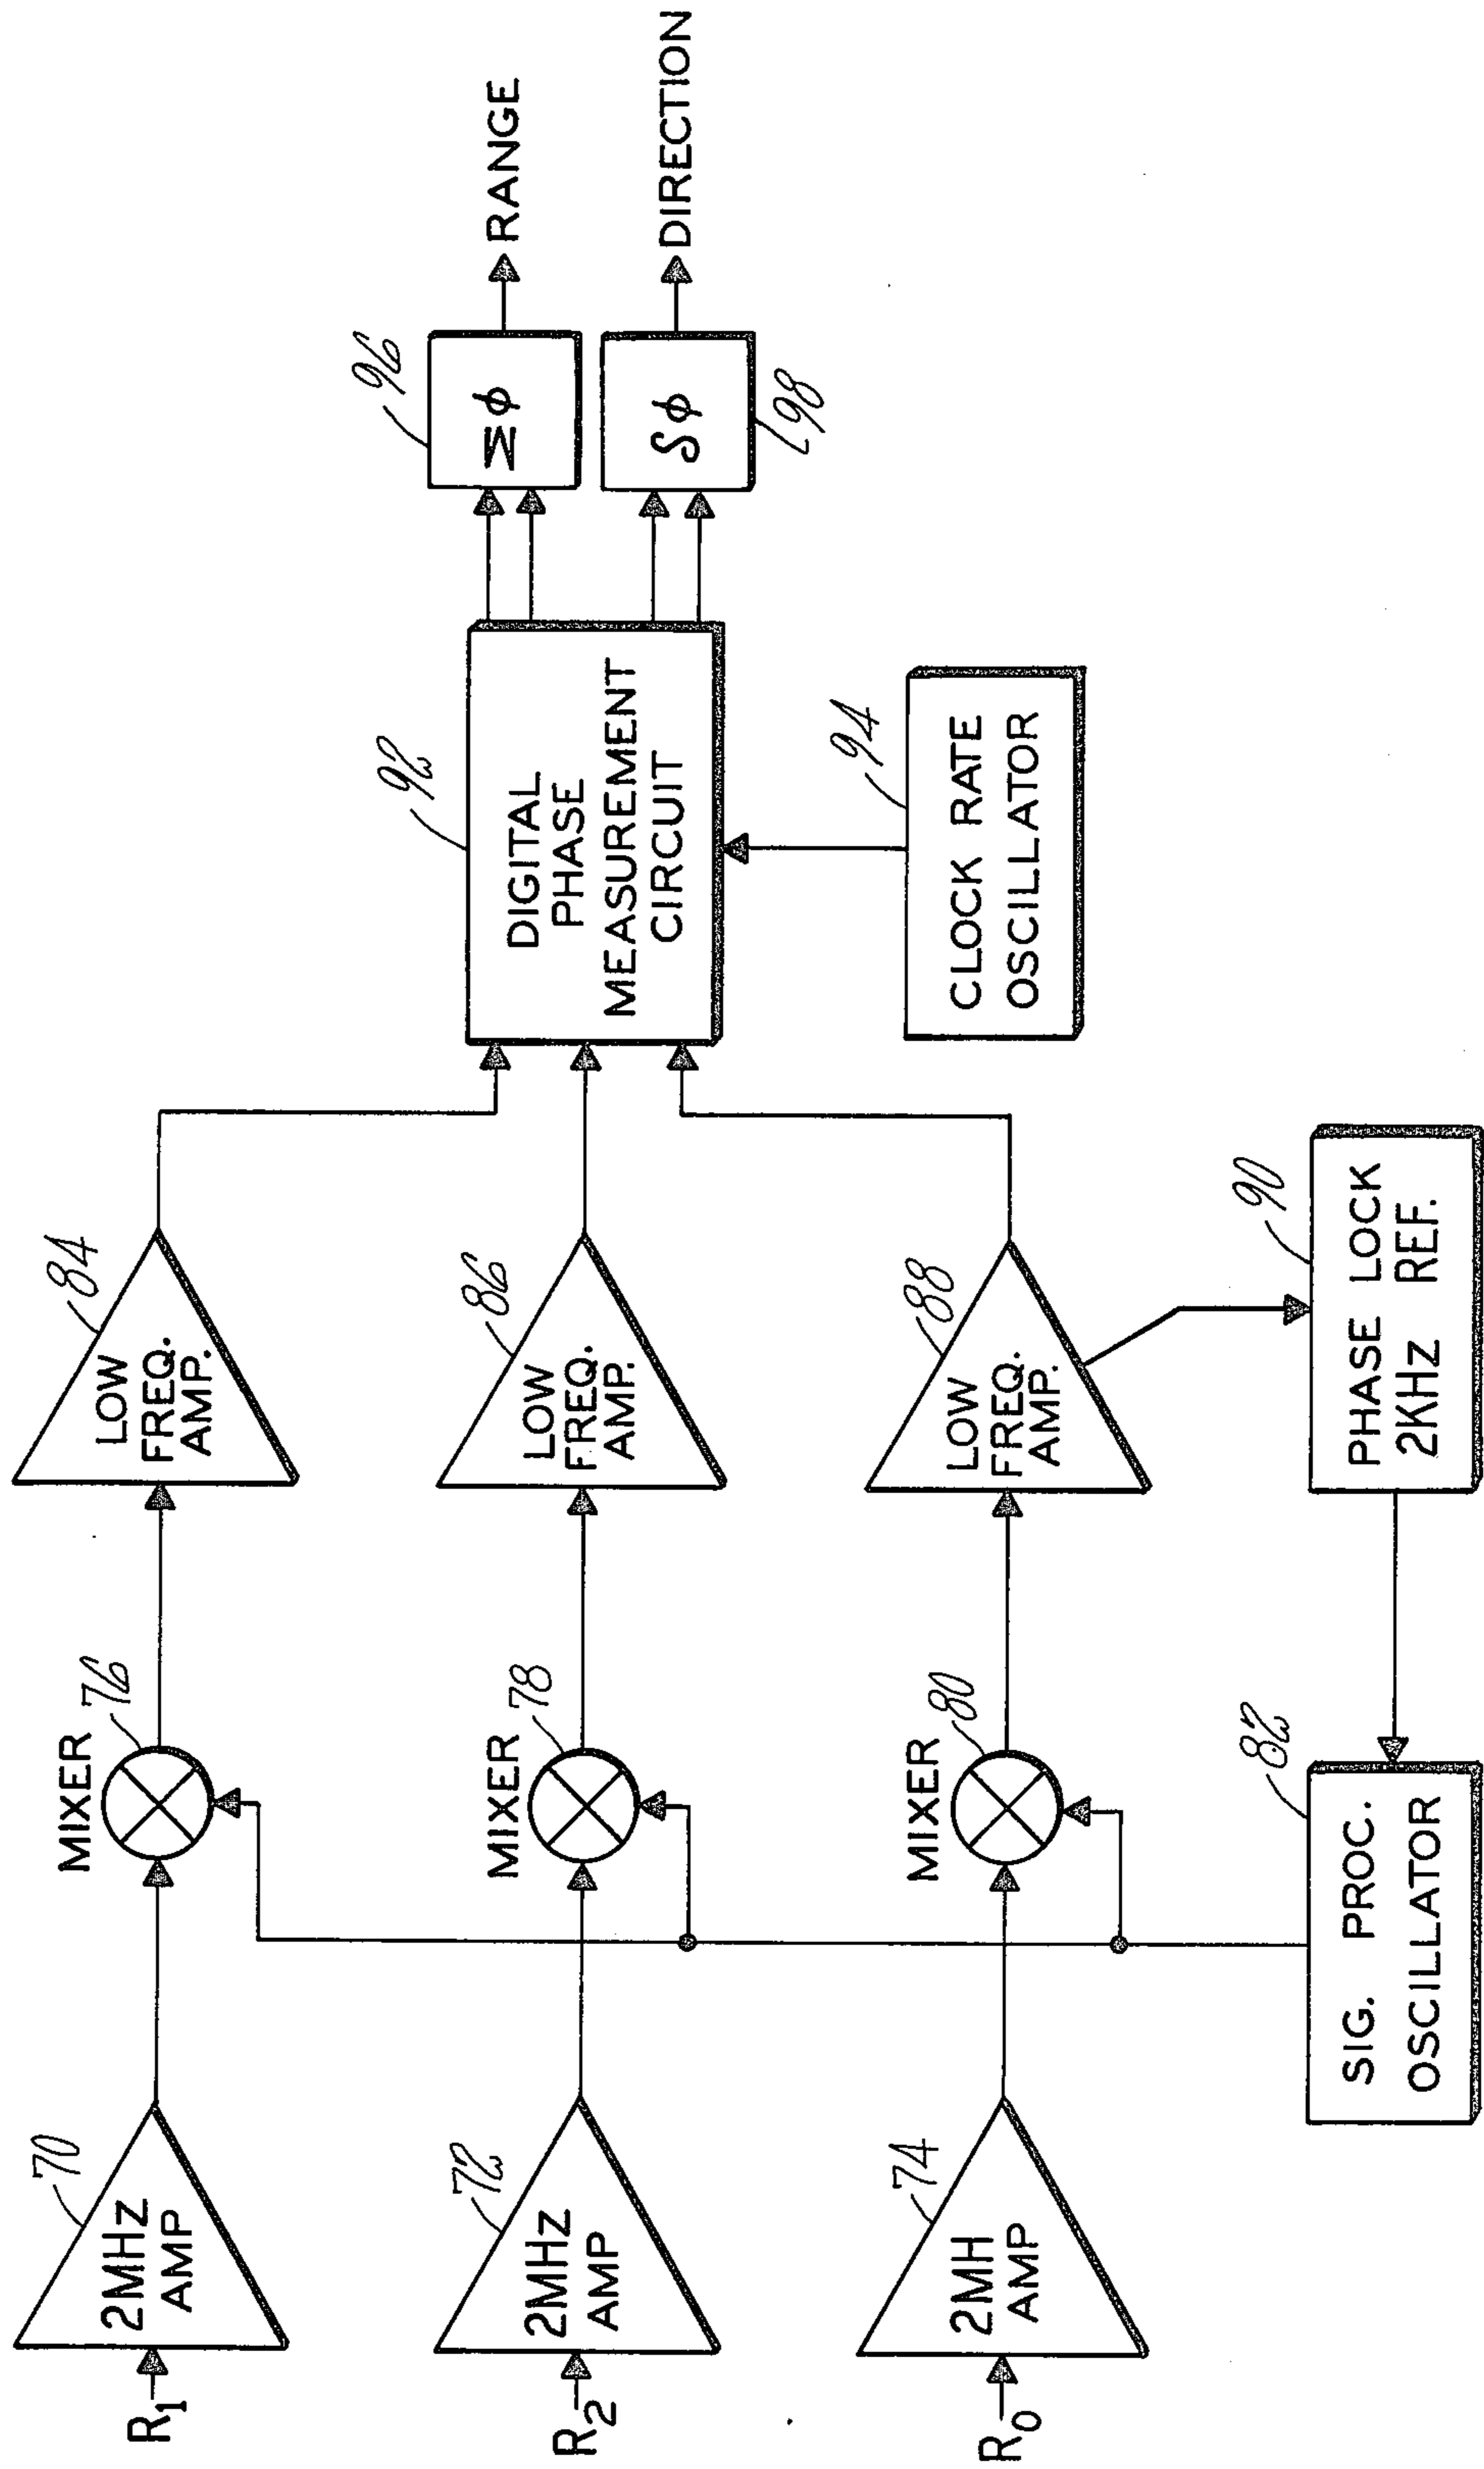 R1
2MHz
AMP
70
MIXER
76
LOW
FREQ.
AMP.
84
R2
2MHz
AMP
72
MIXER
78
LOW
FREQ.
AMP.
86
R0
2MH
AMP
74
MIXER
80
LOW
FREQ.
AMP.
88
SIG. PROC.
OSCILLATOR
82
PHASE LOCK
2KHz REF.
90
DIGITAL
PHASE
MEASUREMENT
CIRCUIT
92
CLOCK RATE
OSCILLATOR
94
Σϕ
96
RANGE
δϕ
98
DIRECTION